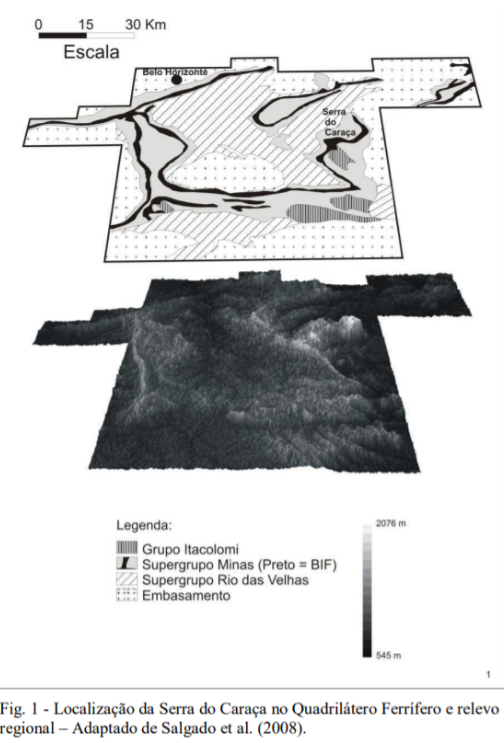 0 15 30 Km
Escala
Belo Horizonte
Serra
do
Caraça
Legenda:
Grupo Itacolomi
Supergrupo Minas (Preto = BIF)
Supergrupo Rio das Velhas
Embasamento
2076 m
545 m
1
Fig. 1 - Localização da Serra do Caraça no Quadrilátero Ferrífero e relevo
regional – Adaptado de Salgado et al. (2008).